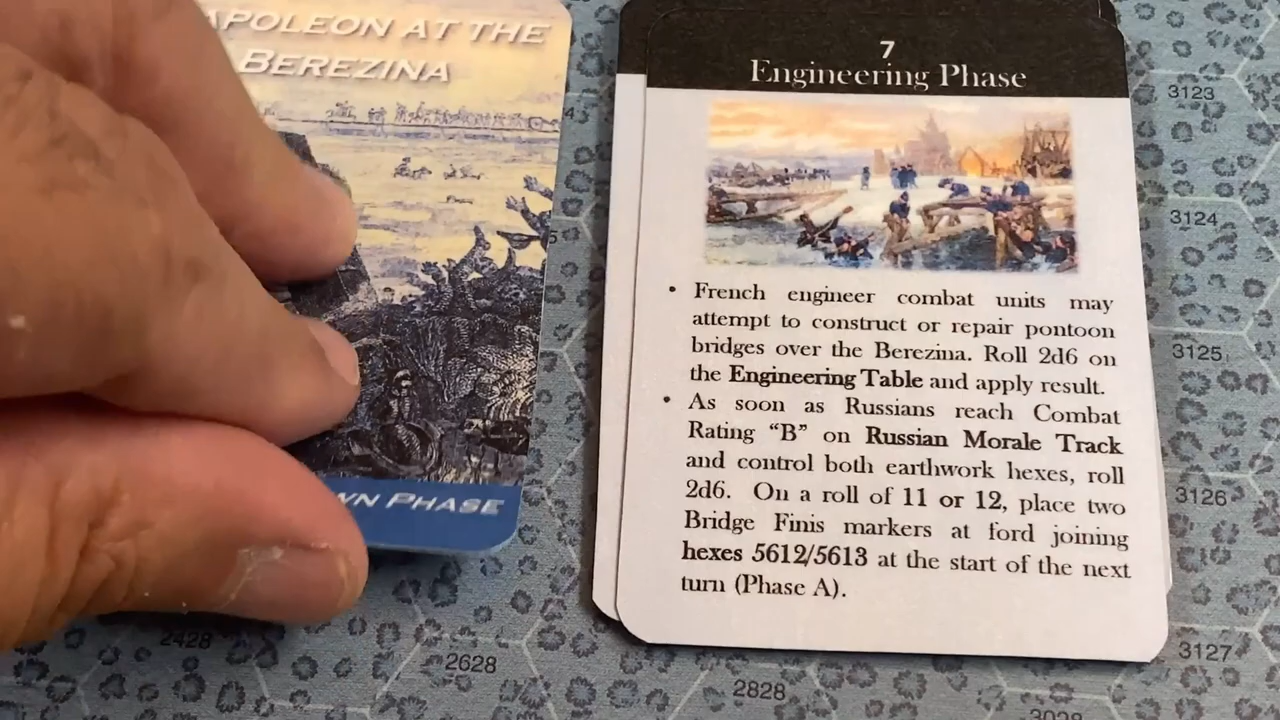 APOLEON AT THE
BEREZINA
WN PHASE
7
Engineering Phase
• French engineer combat units may
attempt to construct or repair pontoon
bridges over the Berezina. Roll 2d6 on
the Engineering Table and apply result.
• As soon as Russians reach Combat
Rating “B” on Russian Morale Track
and control both earthwork hexes, roll
2d6. On a roll of 11 or 12, place two
Bridge Finis markers at ford joining
hexes 5612/5613 at the start of the next
turn (Phase A).
3123
3124
3125
3126
3127
2428
2628
2828